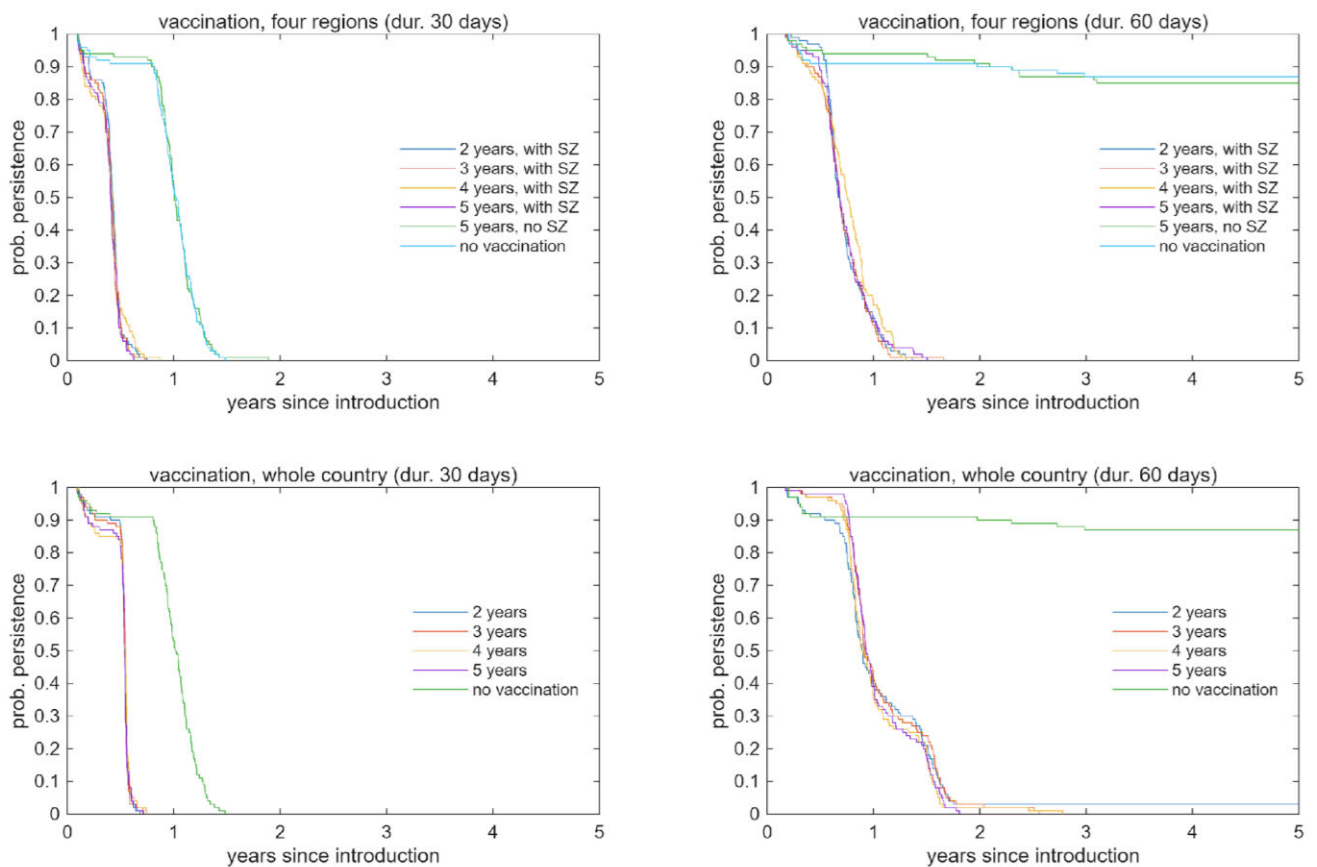 vaccination, four regions (dur. 30 days)
prob. persistence
1
0.9
0.8
0.7
0.6
0.5
0.4
0.3
0.2
0.1
0
2 years, with SZ
3 years, with SZ
4 years, with SZ
5 years, with SZ
5 years, no SZ
no vaccination
0 1 2 3 4 5
years since introduction
vaccination, four regions (dur. 60 days)
prob. persistence
1
0.9
0.8
0.7
0.6
0.5
0.4
0.3
0.2
0.1
0
2 years, with SZ
3 years, with SZ
4 years, with SZ
5 years, with SZ
5 years, no SZ
no vaccination
0 1 2 3 4 5
years since introduction
vaccination, whole country (dur. 30 days)
prob. persistence
1
0.9
0.8
0.7
0.6
0.5
0.4
0.3
0.2
0.1
0
2 years
3 years
4 years
5 years
no vaccination
0 1 2 3 4 5
years since introduction
vaccination, whole country (dur. 60 days)
prob. persistence
1
0.9
0.8
0.7
0.6
0.5
0.4
0.3
0.2
0.1
0
2 years
3 years
4 years
5 years
no vaccination
0 1 2 3 4 5
years since introduction